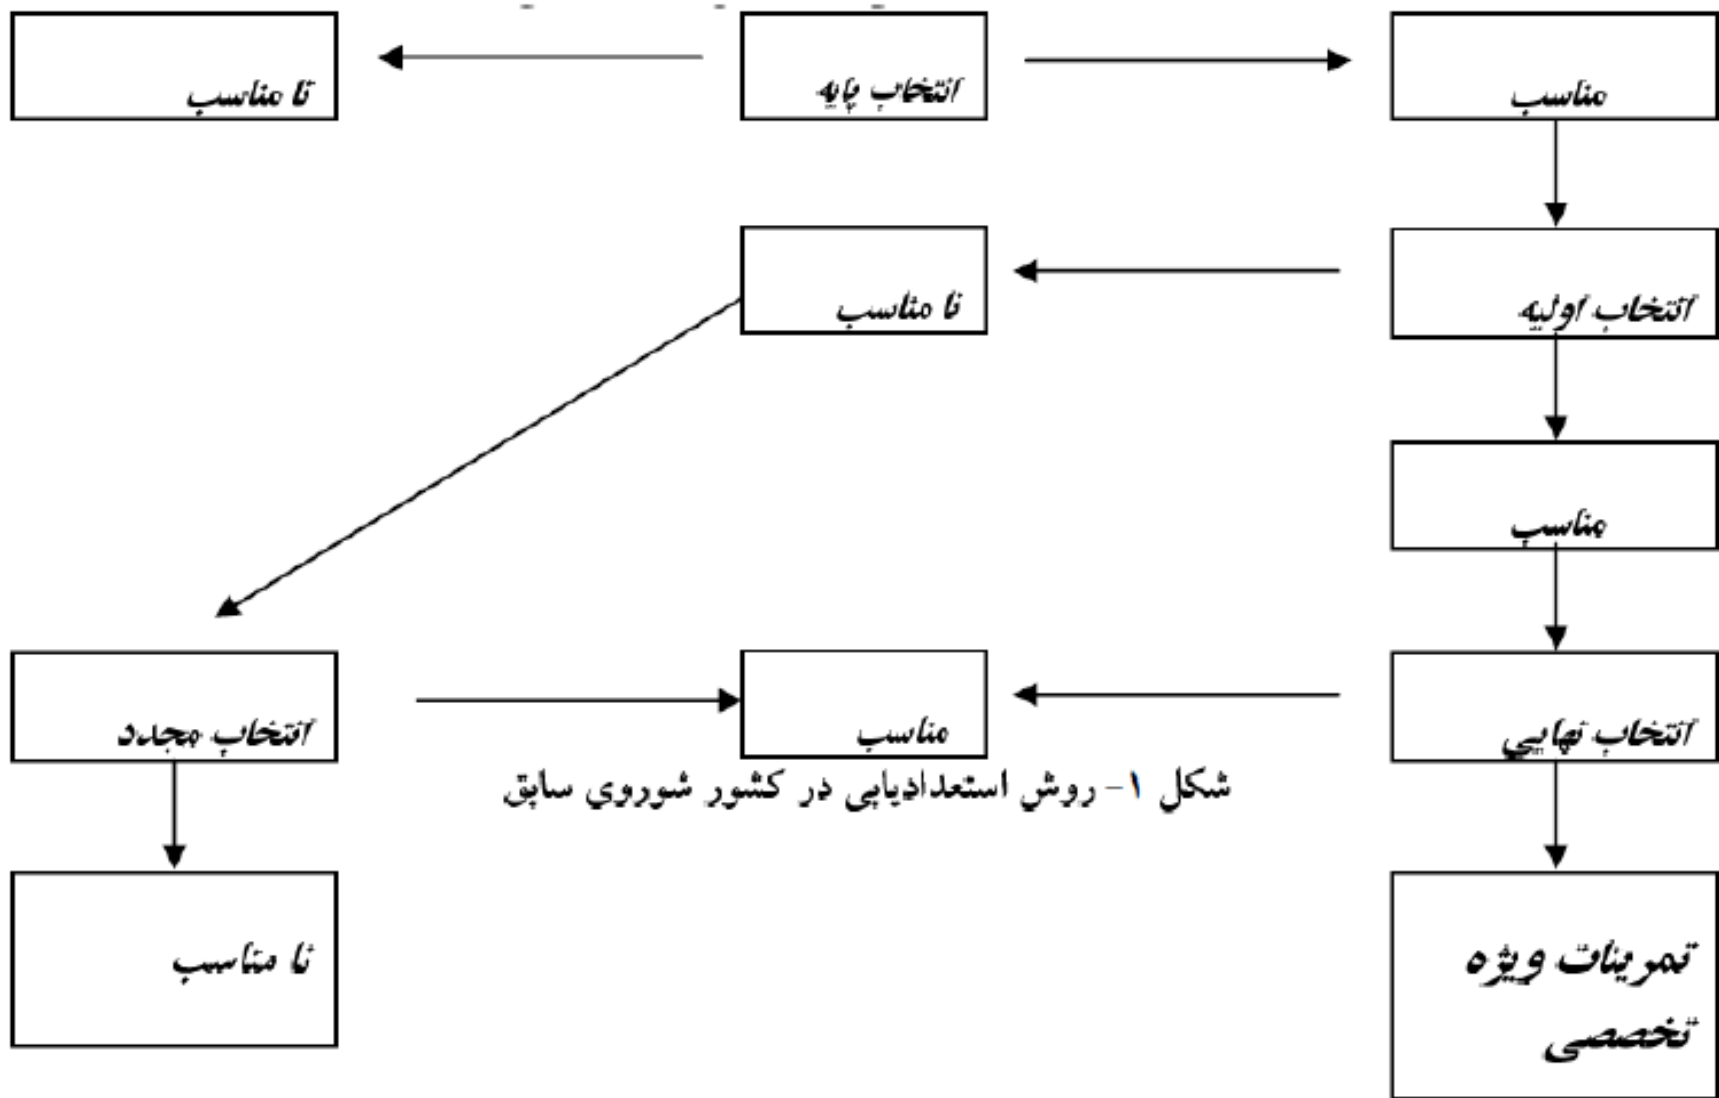 مناسب
انتخاب پایه
نا مناسب
انتخاب اولیه
نا مناسب
مناسب
انتخاب نهایی
مناسب
انتخاب مجدد
شکل ۱- روش استعدادیابی در کشور شوروی سابق
تمرینات ویژه
تخصصی
نا مناسب